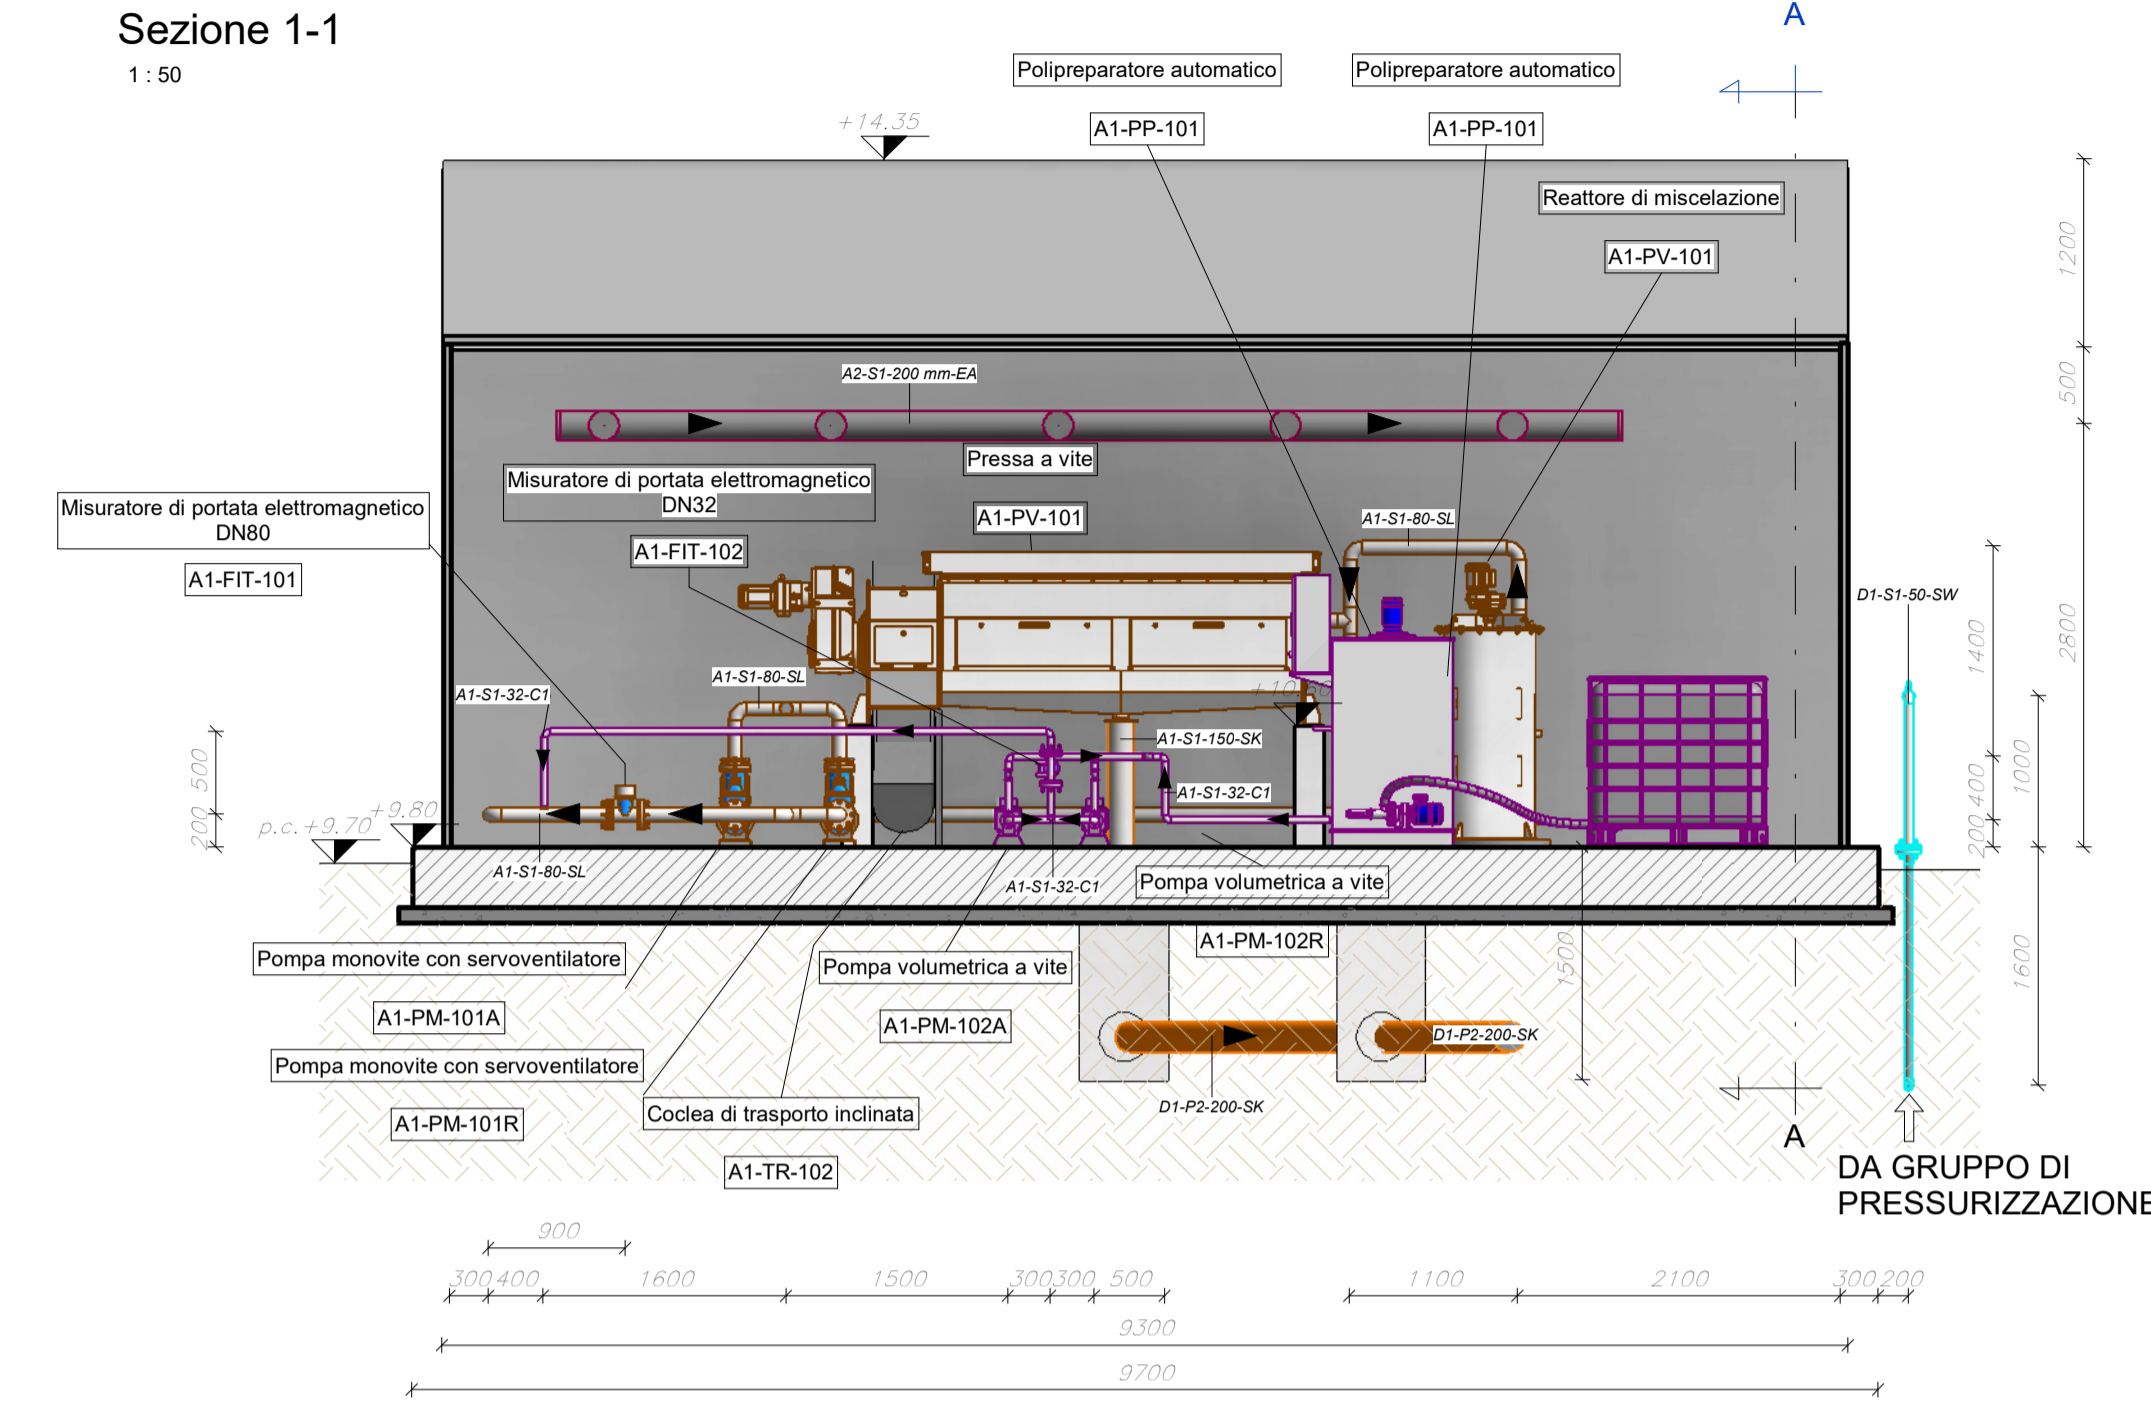 Sezione 1-1
1 : 50
A
Polipreparatore automatico
Polipreparatore automatico
A1-PP-101
A1-PP-101
+14.35
Reattore di miscelazione
A1-PV-101
1200
500
2800
A2-S1-200 mm-EA
Pressa a vite
A1-PV-101
Misuratore di portata elettromagnetico
DN32
A1-FIT-102
Misuratore di portata elettromagnetico
DN80
A1-FIT-101
A1-S1-80-SL
D1-S1-50-SW
1400
400
200
1000
1600
A1-S1-80-SL
A1-S1-32-C1
+10.60
A1-S1-150-SK
A1-S1-32-C1
500
200
p.c.+9.70
+9.80
A1-S1-80-SL
A1-S1-32-C1
Pompa volumetrica a vite
A1-PM-102R
Pompa monovite con servoventilatore
A1-PM-101A
Pompa volumetrica a vite
A1-PM-102A
1500
D1-P2-200-SK
D1-P2-200-SK
Pompa monovite con servoventilatore
A1-PM-101R
Coclea di trasporto inclinata
A1-TR-102
A
DA GRUPPO DI
PRESSURIZZAZIONE
900
300 400 1600 1500 300 300 500 1100 2100 300 200
9300
9700